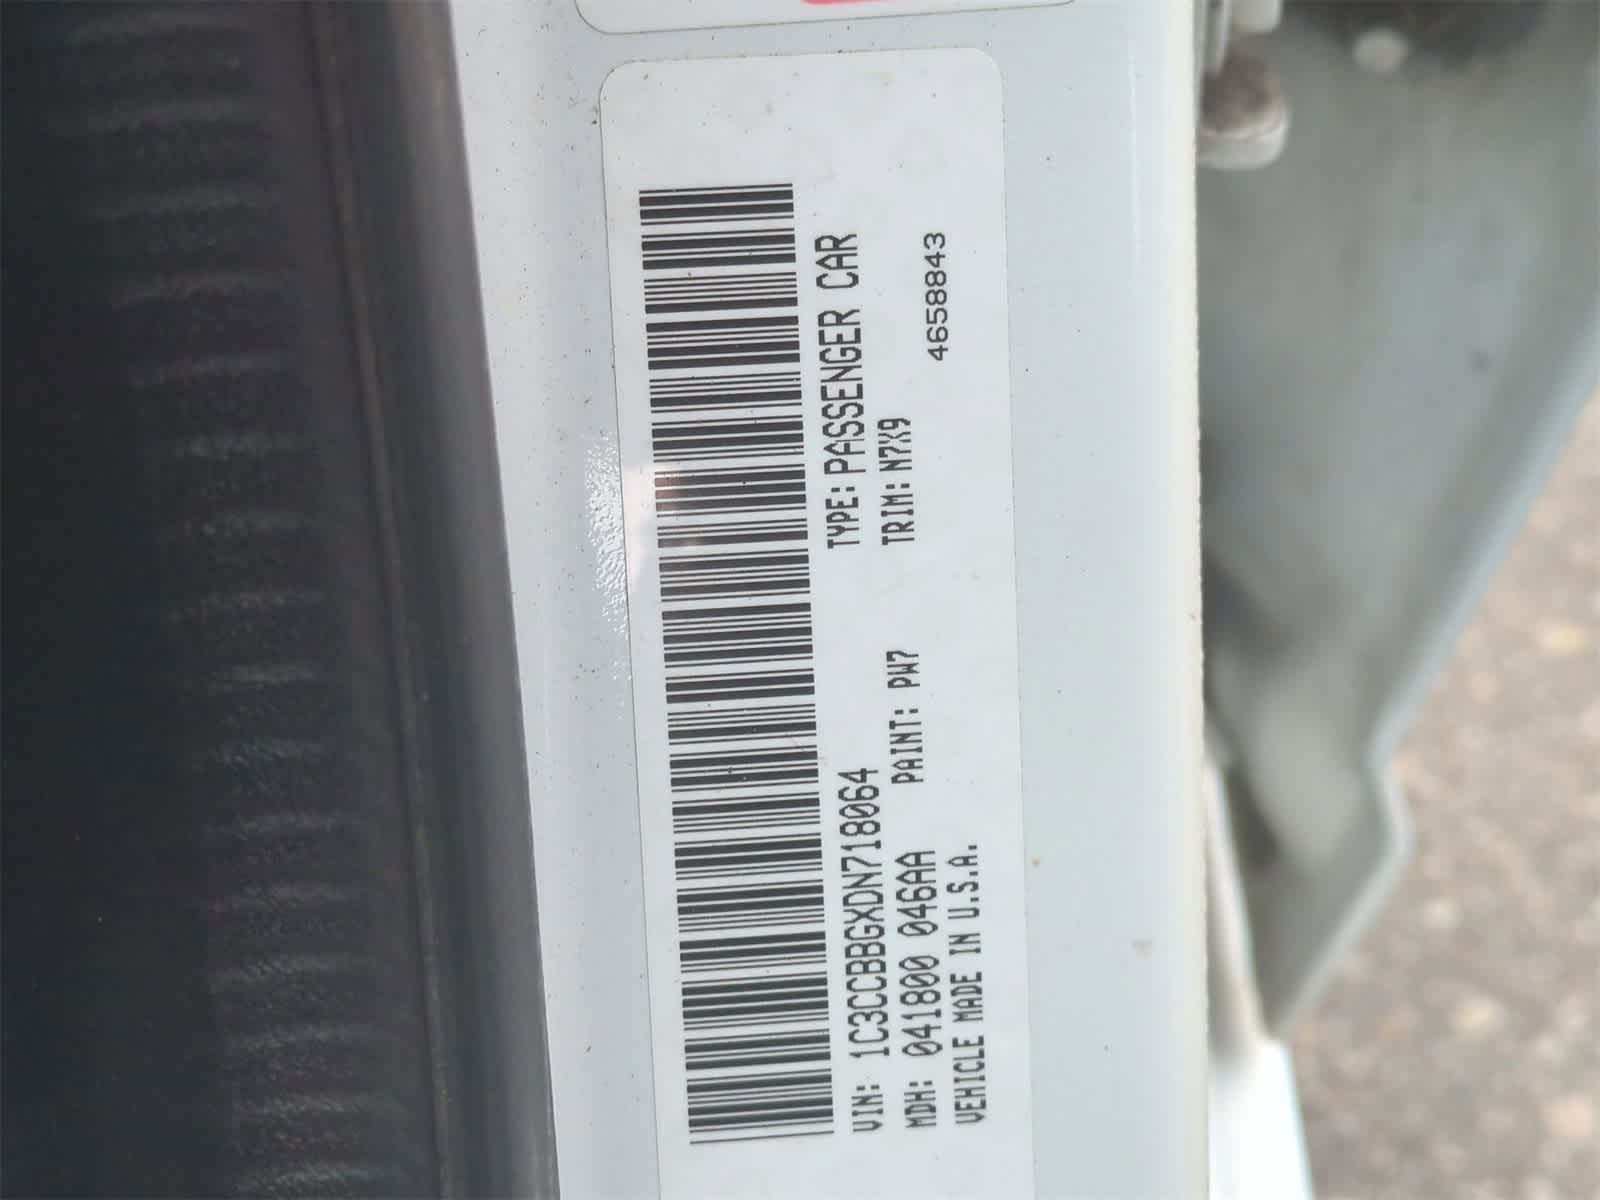 VIN: 1C3CCBBGXDN718064 TYPE: PASSENGER CAR
MDH: 041800 046AA PAINT: PW7 TRIM: N7X9
VEHICLE MADE IN U.S.A. 4658843